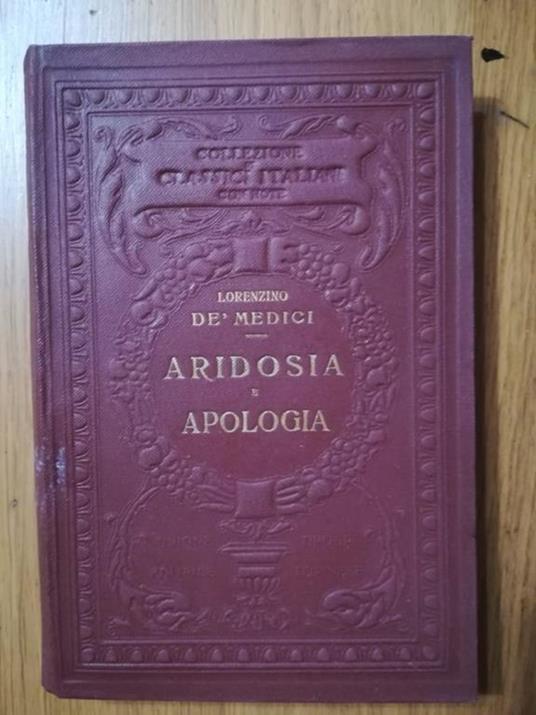 COLLEZIONE
CLASSICI ITALIANI
CON NOTE
LORENZINO
DE' MEDICI
ARIDOSIA
E
APOLOGIA